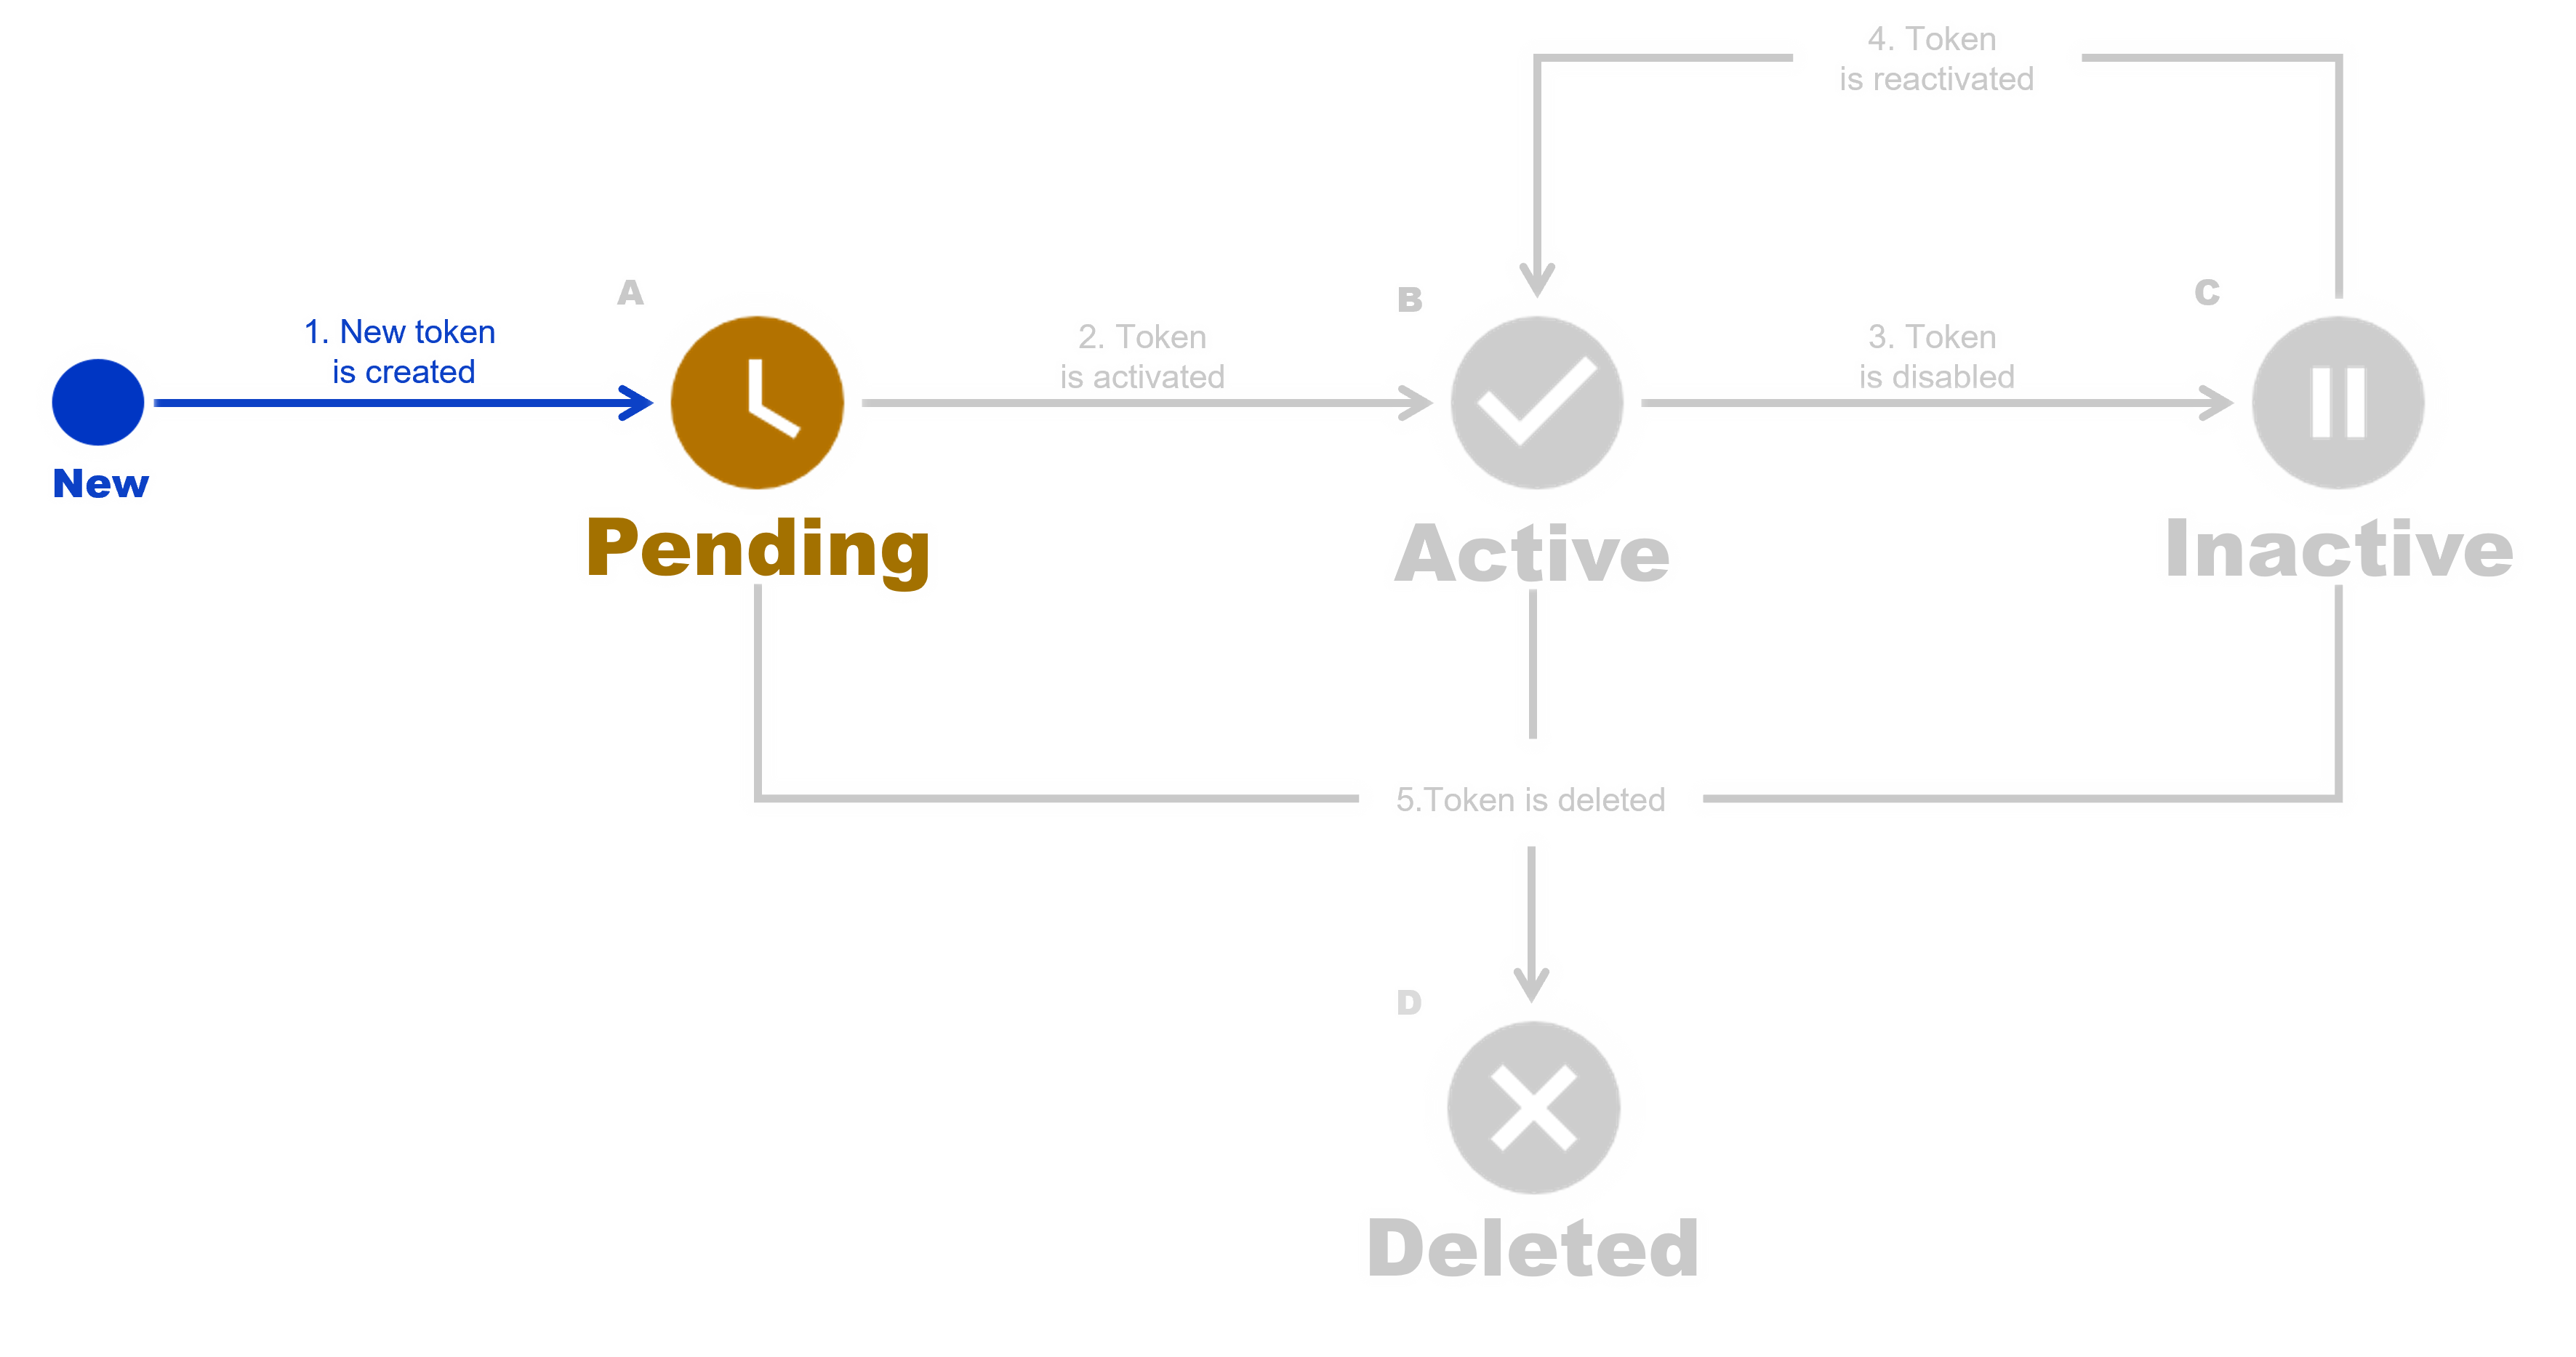 4. Token
is reactivated
A
B
C
1. New token
is created
2. Token
is activated
3. Token
is disabled
New
Pending
Active
Inactive
5.Token is deleted
D
Deleted